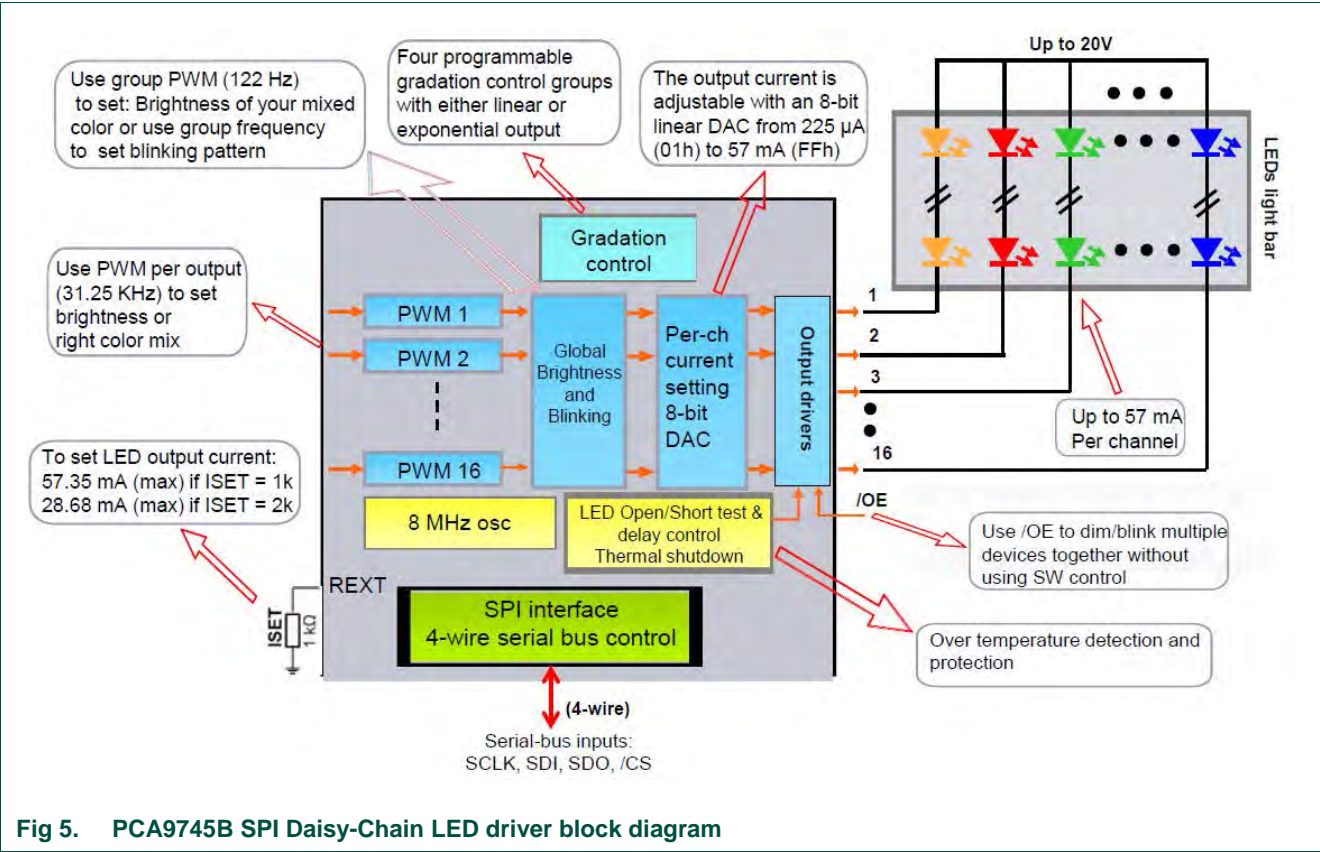 Up to 20V
Use group PWM (122 Hz)
to set: Brightness of your mixed
color or use group frequency
to set blinking pattern
Four programmable
gradation control groups
with either linear or
exponential output
The output current is
adjustable with an 8-bit
linear DAC from 225 µA
(01h) to 57 mA (FFh)
LEDs light bar
Gradation
control
Use PWM per output
(31.25 KHz) to set
brightness or
right color mix
PWM 1
PWM 2
PWM 16
Global
Brightness
and
Blinking
Per-ch
current
setting
8-bit
DAC
Output drivers
1
2
3
16
/OE
Up to 57 mA
Per channel
To set LED output current:
57.35 mA (max) if ISET = 1k
28.68 mA (max) if ISET = 2k
8 MHz osc
LED Open/Short test &
delay control
Thermal shutdown
Use /OE to dim/blink multiple
devices together without
using SW control
REXT
ISET
1 kΩ
SPI interface
4-wire serial bus control
Over temperature detection and
protection
(4-wire)
Serial-bus inputs:
SCLK, SDI, SDO, /CS
Fig 5. PCA9745B SPI Daisy-Chain LED driver block diagram